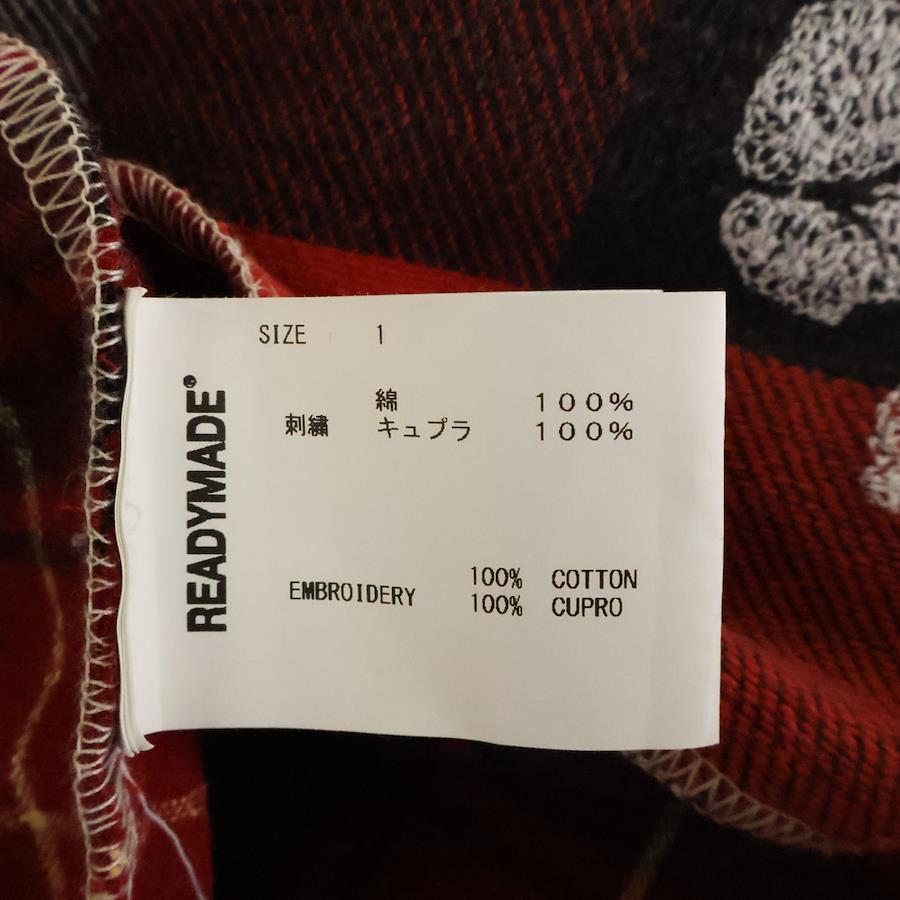 READYMADE®
SIZE 1
綿 １００％
刺繍 キュプラ １００％
100% COTTON
EMBROIDERY 100% CUPRO